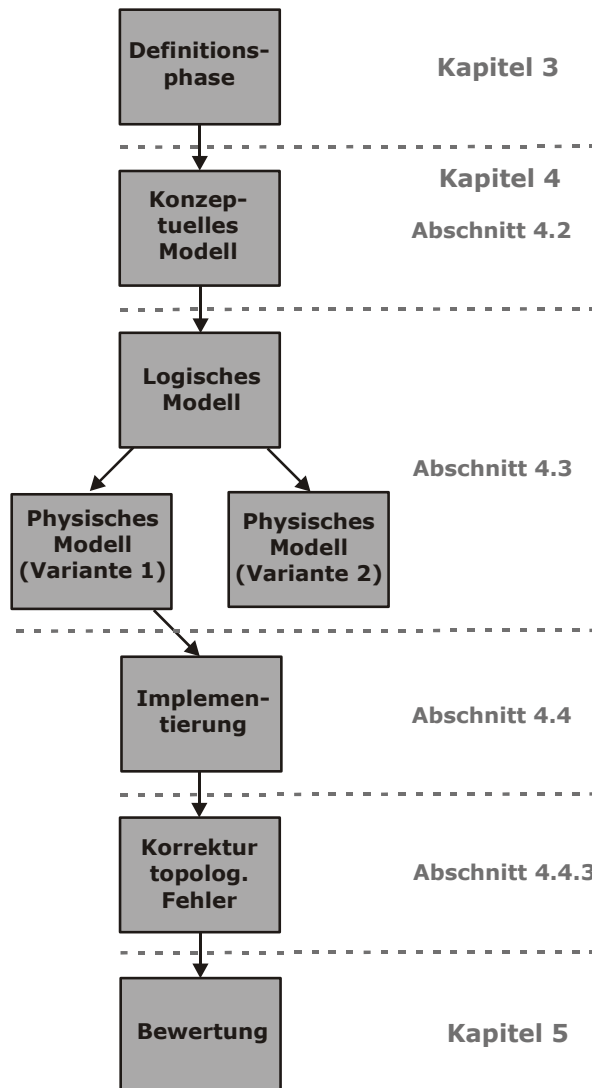 Definitions-
phase
Kapitel 3
Kapitel 4
Konzep-
tuelles
Modell
Abschnitt 4.2
Logisches
Modell
Abschnitt 4.3
Physisches
Modell
(Variante 1)
Physisches
Modell
(Variante 2)
Implemen-
tierung
Abschnitt 4.4
Korrektur
topolog.
Fehler
Abschnitt 4.4.3
Bewertung
Kapitel 5